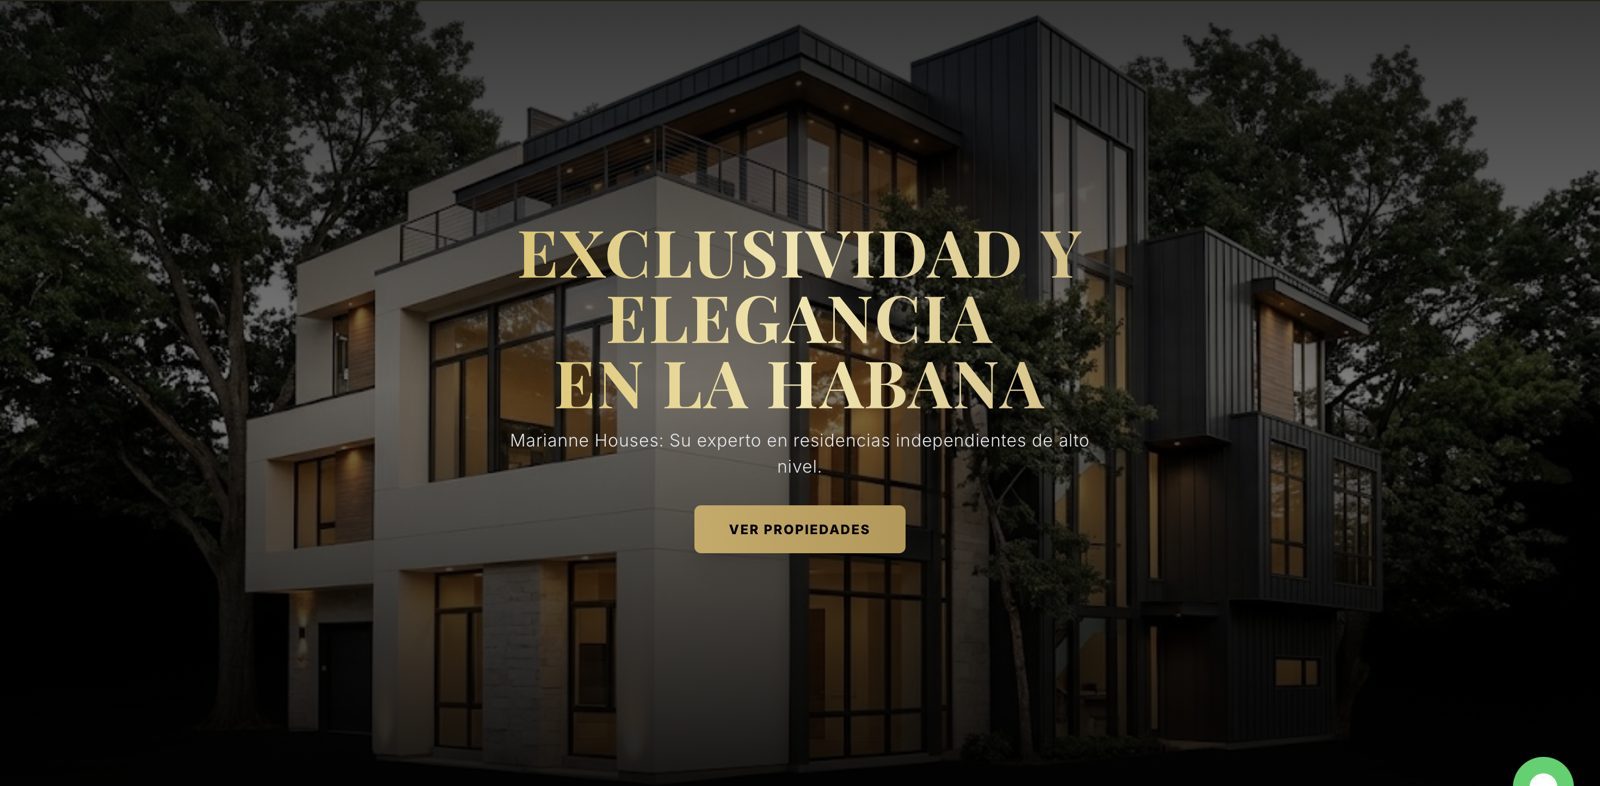 EXCLUSIVIDAD Y
ELEGANCIA
EN LA HABANA
Marianne Houses: Su experto en residencias independientes de alto
nivel.
VER PROPIEDADES